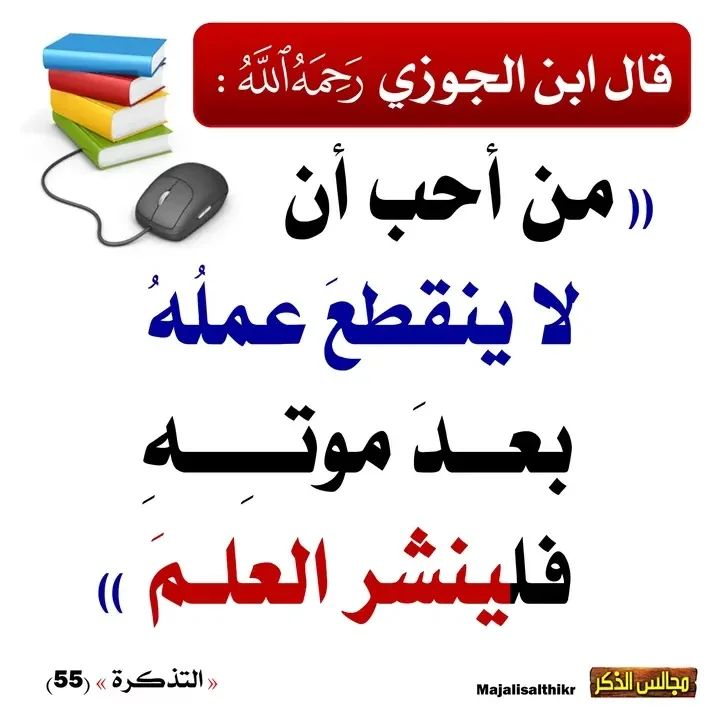 قال ابن الجوزي رَحِمَهُ ٱللَّهُ :
(( من أحب أن
لا ينقطعَ عملُهُ
بعدَ موتِهِ
فلينشر العلمَ ))
« التذكرة » (55)
Majalisalthikr
مجالس الذكر